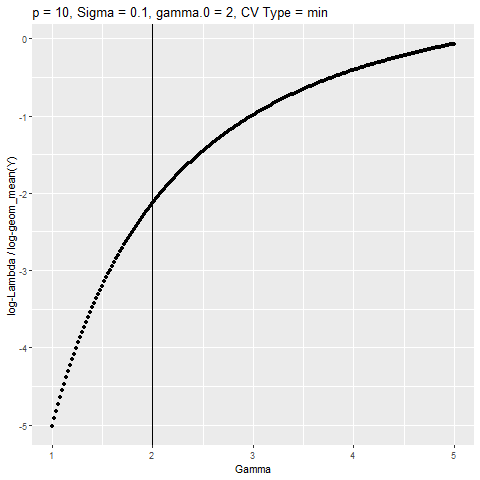 p = 10, Sigma = 0.1, gamma.0 = 2, CV Type = min
log-Lambda / log-geom_mean(Y)
0
-1
-2
-3
-4
-5
1 2 3 4 5
Gamma